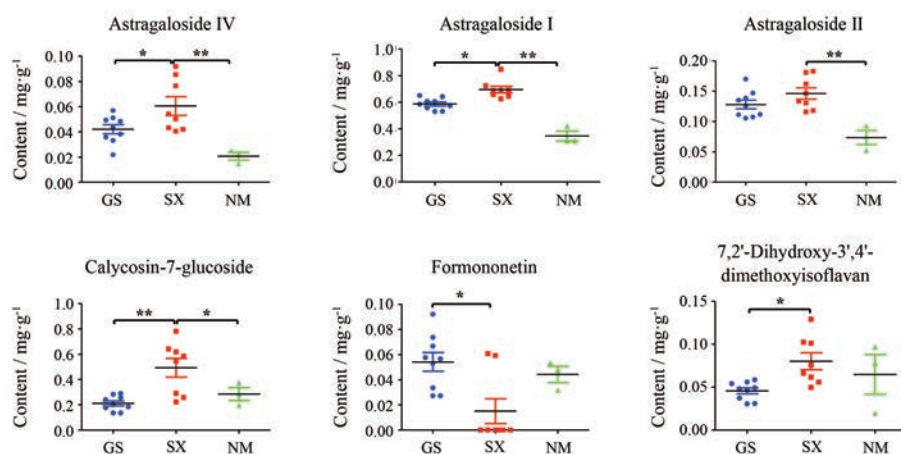 Astragaloside IV
Astragaloside I
Astragaloside II
Content / mg·g⁻¹
0.10
0.08
0.06
0.04
0.02
0.00
*
**
GS
SX
NM
Content / mg·g⁻¹
1.0
0.8
0.6
0.4
0.2
0.0
*
**
GS
SX
NM
Content / mg·g⁻¹
0.20
0.15
0.10
0.05
0.00
**
GS
SX
NM
Calycosin-7-glucoside
Formononetin
7,2'-Dihydroxy-3',4'-
dimethoxyisoflavan
Content / mg·g⁻¹
1.0
0.8
0.6
0.4
0.2
0.0
**
*
GS
SX
NM
Content / mg·g⁻¹
0.10
0.08
0.06
0.04
0.02
0.00
*
GS
SX
NM
Content / mg·g⁻¹
0.15
0.10
0.05
0.00
*
GS
SX
NM